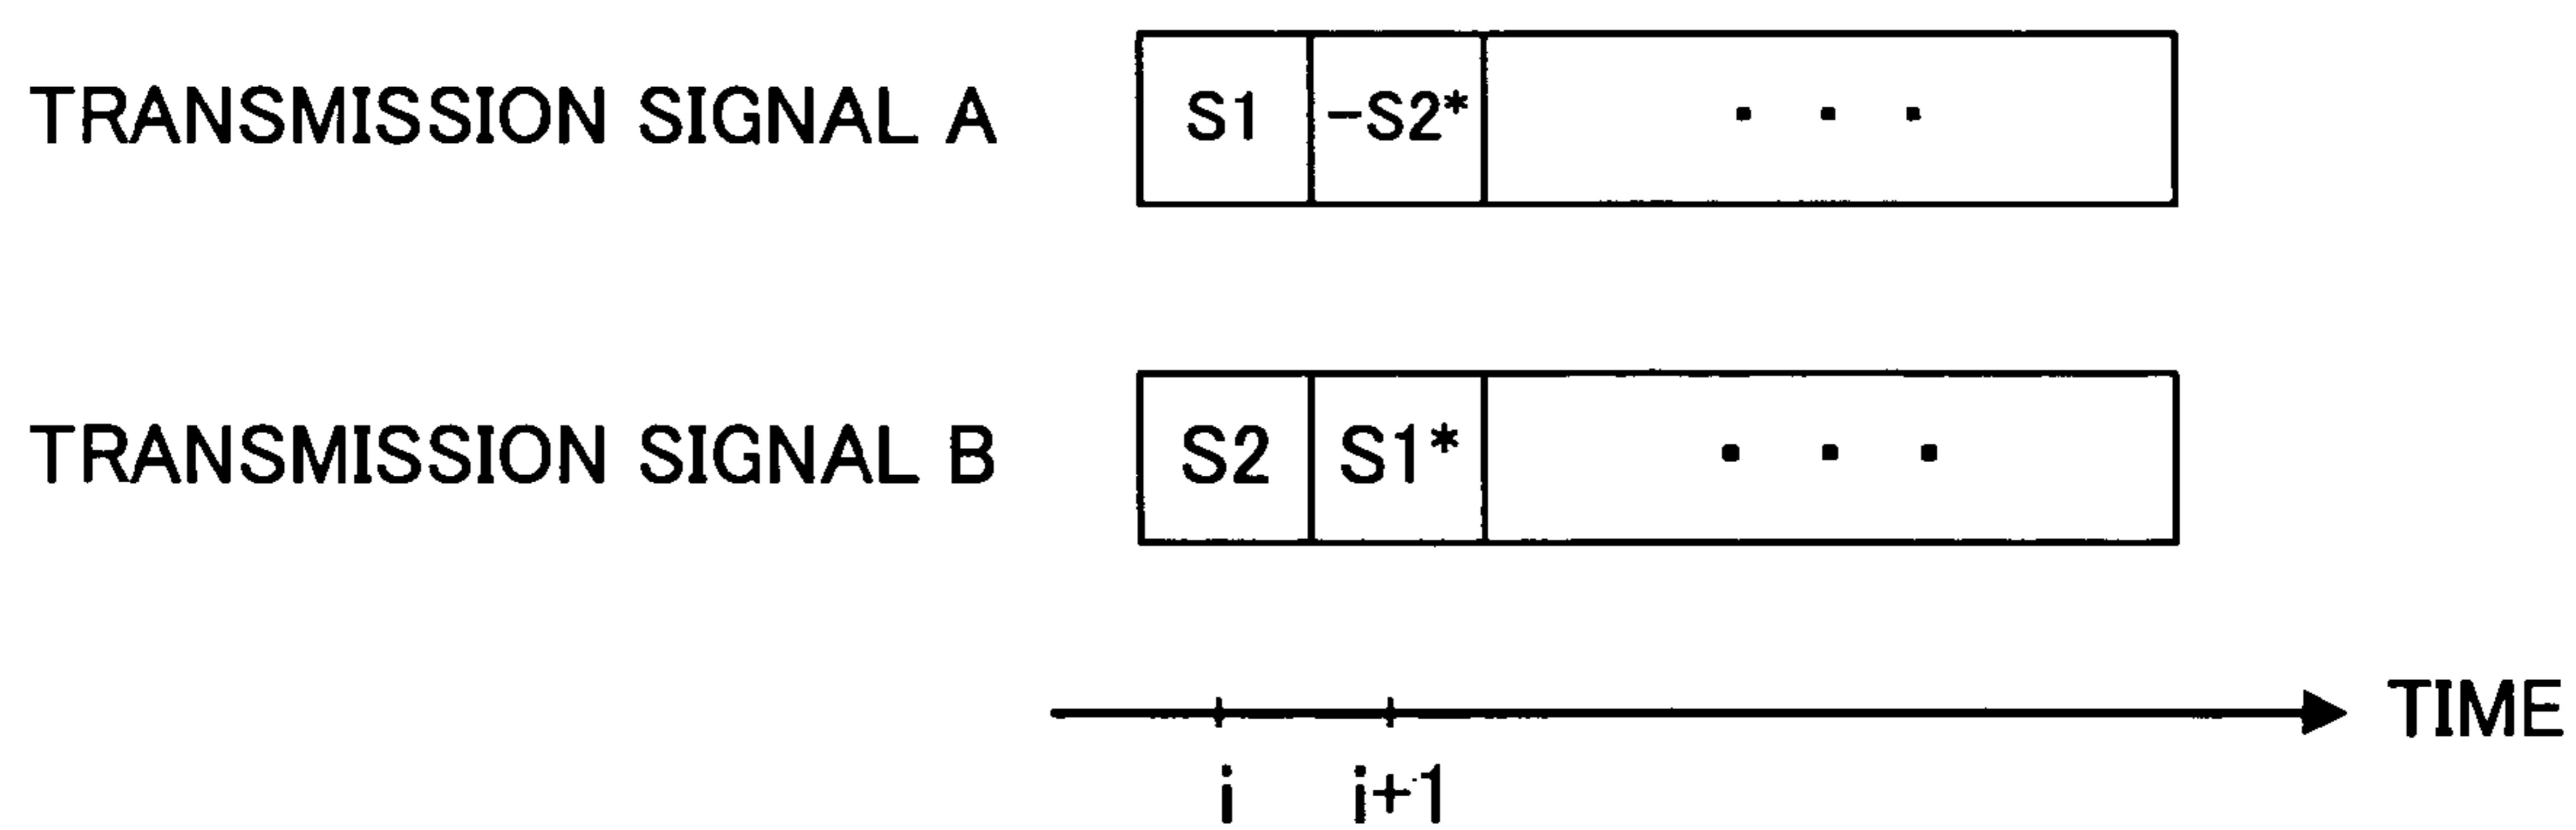 TRANSMISSION SIGNAL A S1 -S2* . . .
TRANSMISSION SIGNAL B S2 S1* . . .
TIME
i i+1